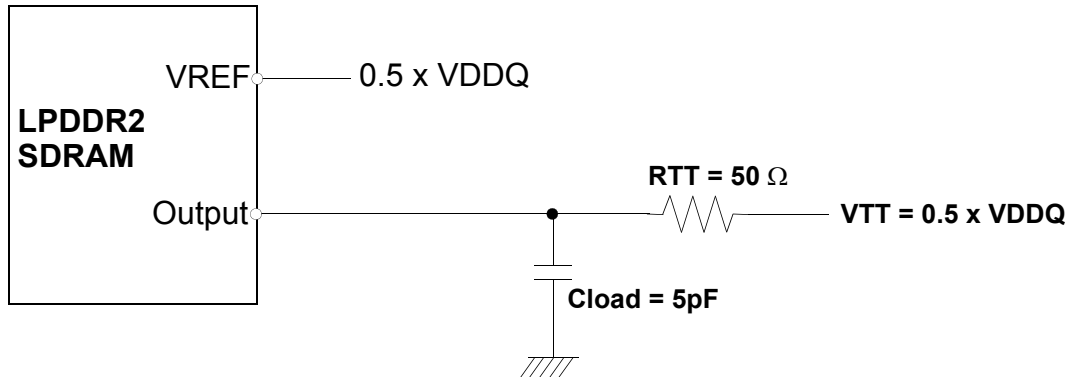 VREF
0.5 x VDDQ
LPDDR2
SDRAM
Output
RTT = 50 Ω
VTT = 0.5 x VDDQ
Cload = 5pF